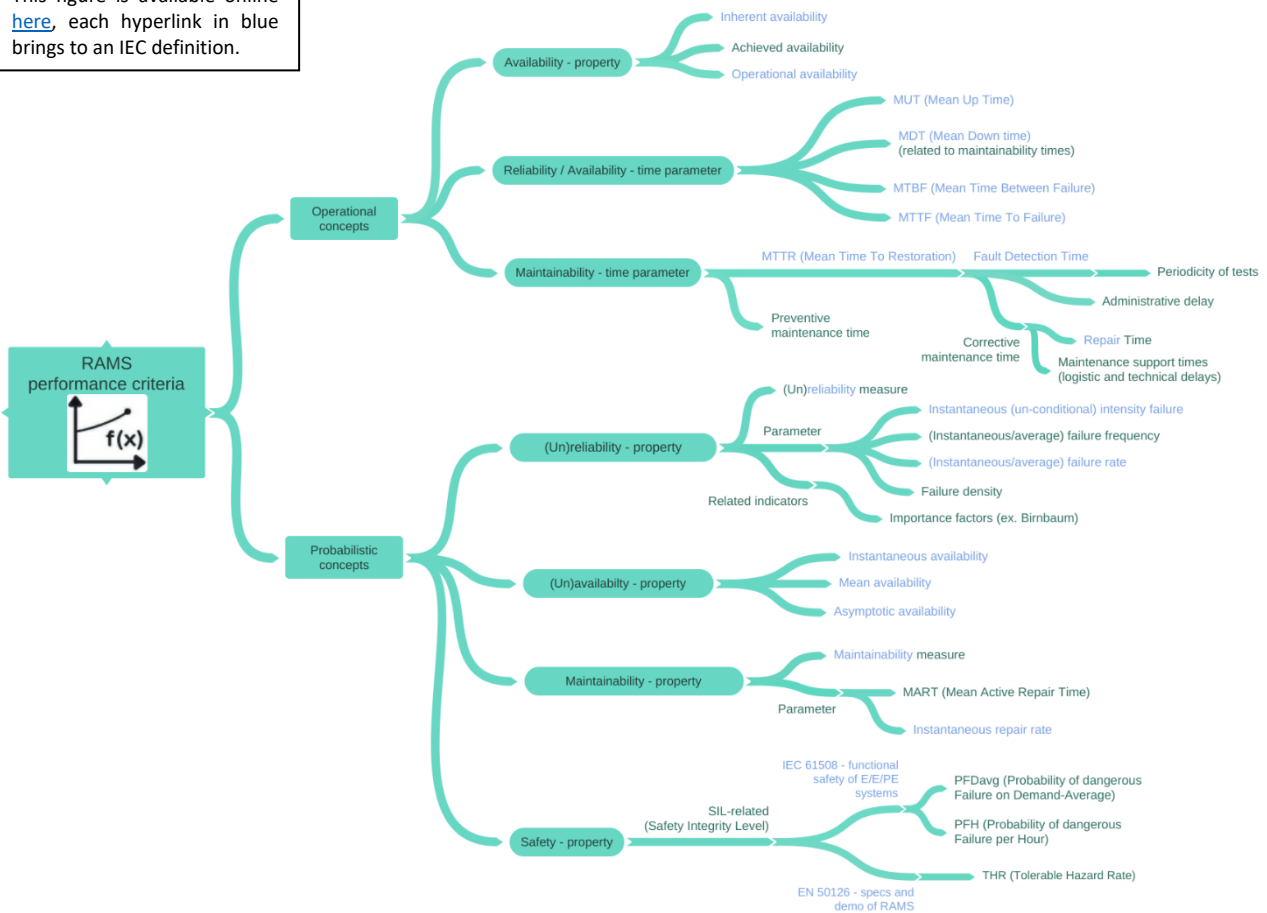 This figure is available online
here, each hyperlink in blue
brings to an IEC definition.
RAMS
performance criteria
f(x)
Operational
concepts
Availability - property
Inherent availability
Achieved availability
Operational availability
Reliability / Availability - time parameter
MUT (Mean Up Time)
MDT (Mean Down time)
(related to maintainability times)
MTBF (Mean Time Between Failure)
MTTF (Mean Time To Failure)
Maintainability - time parameter
MTTR (Mean Time To Restoration)
Fault Detection Time
Periodicity of tests
Administrative delay
Corrective
maintenance time
Repair Time
Maintenance support times
(logistic and technical delays)
Preventive
maintenance time
Probabilistic
concepts
(Un)reliability - property
(Un)reliability measure
Parameter
Instantaneous (un-conditional) intensity failure
(Instantaneous/average) failure frequency
(Instantaneous/average) failure rate
Failure density
Related indicators
Importance factors (ex. Birnbaum)
(Un)availabilty - property
Instantaneous availability
Mean availability
Asymptotic availability
Maintainability - property
Maintainability measure
Parameter
MART (Mean Active Repair Time)
Instantaneous repair rate
Safety - property
SIL-related
(Safety Integrity Level)
IEC 61508 - functional
safety of E/E/PE
systems
PFDavg (Probability of dangerous
Failure on Demand-Average)
PFH (Probability of dangerous
Failure per Hour)
EN 50126 - specs and
demo of RAMS
THR (Tolerable Hazard Rate)